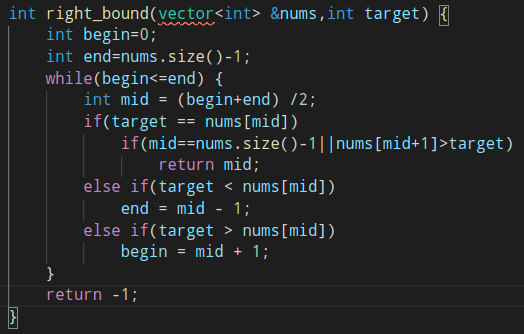 int right_bound(vector<int> &nums,int target) {
    int begin=0;
    int end=nums.size()-1;
    while(begin<=end) {
        int mid = (begin+end) /2;
        if(target == nums[mid])
            if(mid==nums.size()-1||nums[mid+1]>target)
                return mid;
        else if(target < nums[mid])
            end = mid - 1;
        else if(target > nums[mid])
            begin = mid + 1;
    }
    return -1;
}